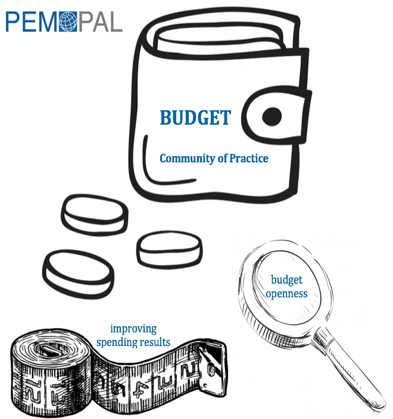 PEMPAL
BUDGET
Community of Practice
budget
openness
improving
spending results